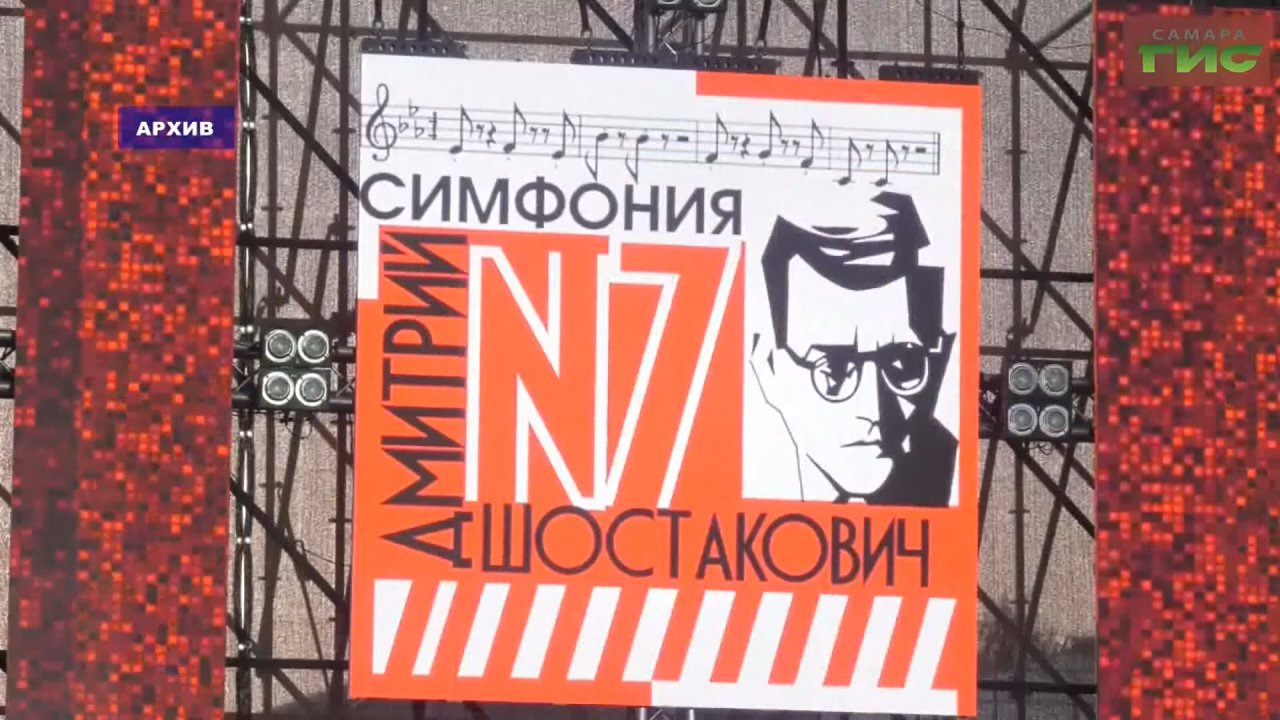 САМАРА
ГИС
АРХИВ
СИМФОНИЯ
ДМИТРИЙ
N7
ШОСТАКОВИЧ